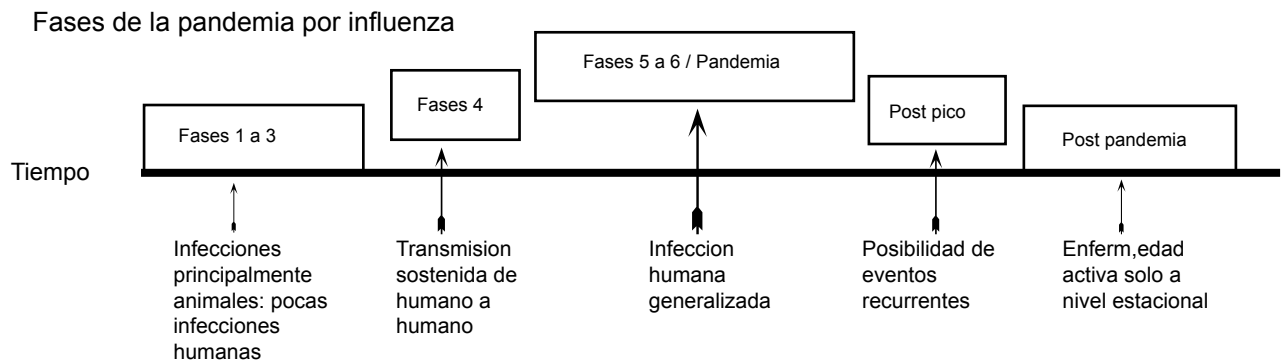 Fases de la pandemia por influenza
Fases 5 a 6 / Pandemia
Fases 4
Post pico
Fases 1 a 3
Post pandemia
Tiempo
Infecciones
principalmente
animales: pocas
infecciones
humanas
Transmision
sostenida de
humano a
humano
Infeccion
humana
generalizada
Posibilidad de
eventos
recurrentes
Enferm,edad
activa solo a
nivel estacional